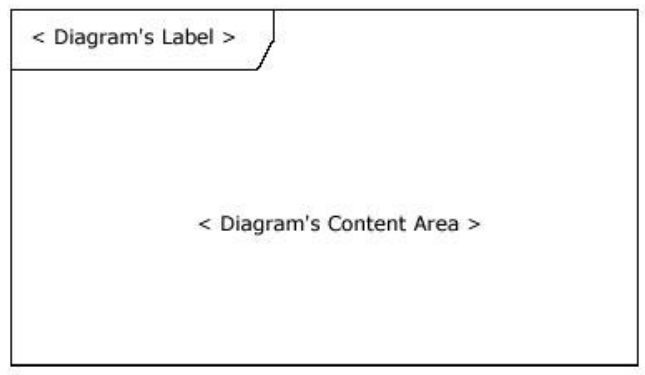 < Diagram's Label >
< Diagram's Content Area >